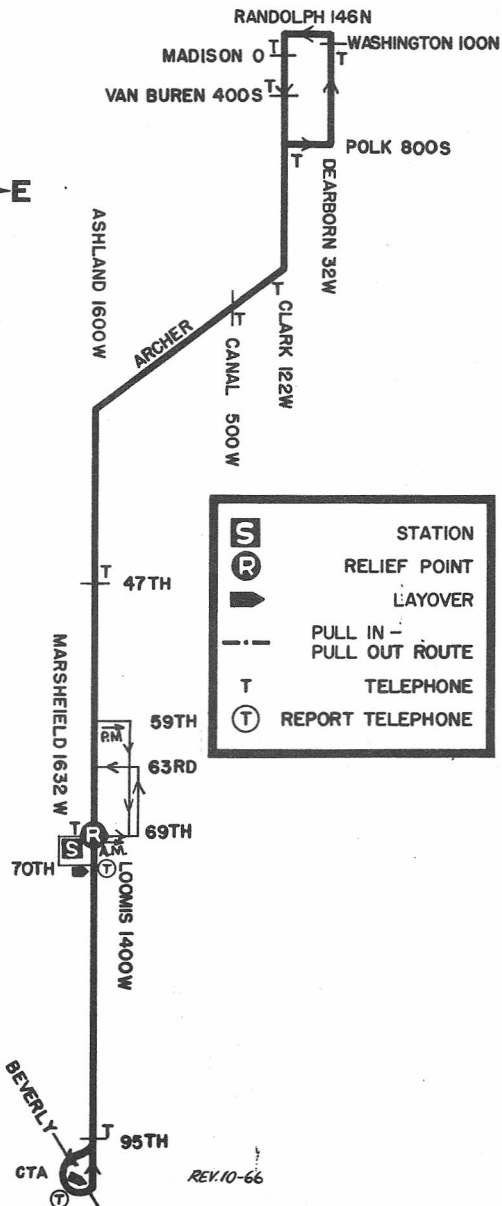 RANDOLPH 146N
T
MADISON 0
WASHINGTON 100N
T
VAN BUREN 400S
T
POLK 800S
T
DEARBORN 32W
E
ASHLAND 1600W
ARCHER
T
CLARK 122W
T
CANAL 500W
S STATION
R RELIEF POINT
LAYOVER
PULL IN -
PULL OUT ROUTE
T TELEPHONE
T REPORT TELEPHONE
T
47TH
MARSHFIELD 1632 W
59TH
P.M.
63RD
T
R
69TH
S
A.M.
70TH
T
LOOMIS 1400W
BEVERLY
T
95TH
CTA
T
REV. 10-66